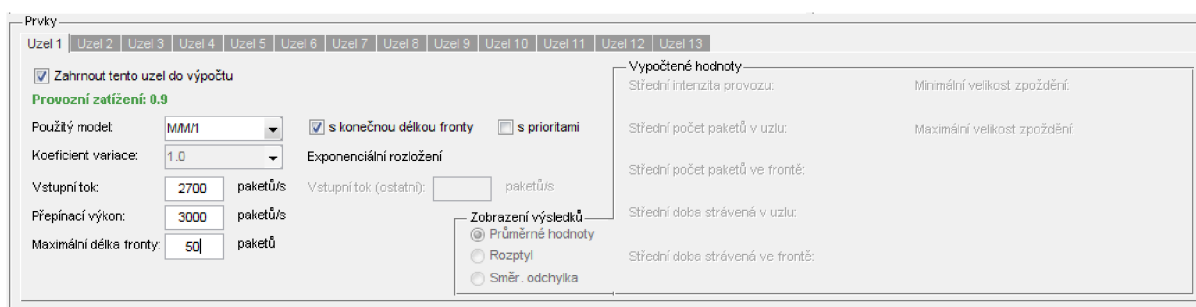 Prvky
Uzel 1 Uzel 2 Uzel 3 Uzel 4 Uzel 5 Uzel 6 Uzel 7 Uzel 8 Uzel 9 Uzel 10 Uzel 11 Uzel 12 Uzel 13
Zahrnout tento uzel do výpočtu
Provozní zatížení: 0.9
Použitý model: M/M/1 s konečnou délkou fronty s prioritami
Koeficient variace: 1.0 Exponenciální rozložení
Vstupní tok: 2700 paketů/s Vstupní tok (ostatní): paketů/s
Přepínací výkon: 3000 paketů/s
Maximální délka fronty: 50 paketů
Zobrazení výsledků
Průměrné hodnoty
Rozptyl
Směr. odchylka
Vypočtené hodnoty
Střední intenzita provozu: Minimální velikost zpoždění:
Střední počet paketů v uzlu: Maximální velikost zpoždění
Střední počet paketů ve frontě:
Střední doba strávená v uzlu:
Střední doba strávená ve frontě: